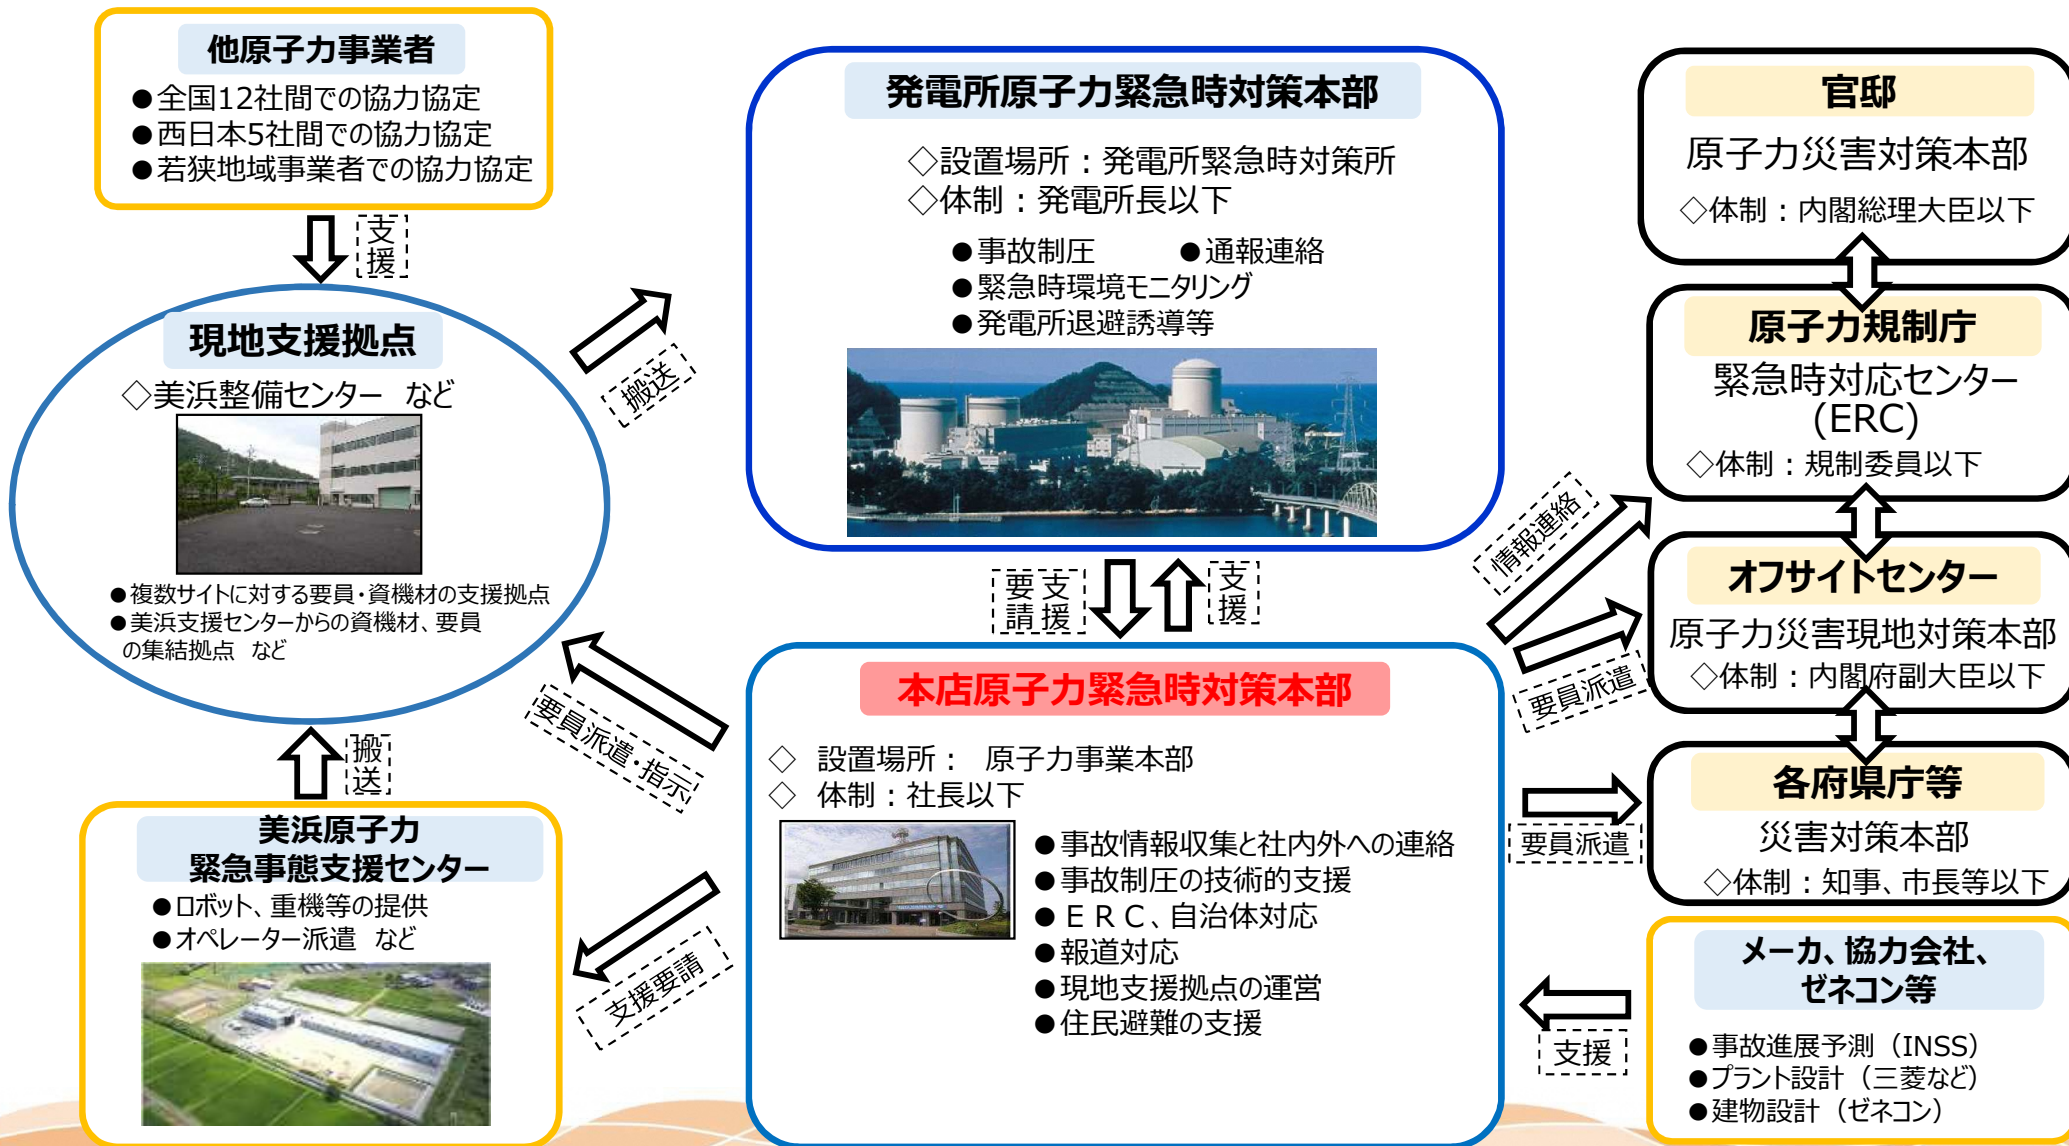 他原子力事業者
●全国12社間での協力協定
●西日本5社間での協力協定
●若狭地域事業者での協力協定
支援
現地支援拠点
◇美浜整備センター　など
●複数サイトに対する要員・資機材の支援拠点
●美浜支援センターからの資機材、要員
の集結拠点　など
搬送
美浜原子力
緊急事態支援センター
●ロボット、重機等の提供
●オペレーター派遣　など
搬送
発電所原子力緊急時対策本部
◇設置場所：発電所緊急時対策所
◇体制：発電所長以下
●事故制圧　●通報連絡
●緊急時環境モニタリング
●発電所退避誘導等
支援要請
支援
本店原子力緊急時対策本部
◇　設置場所：　原子力事業本部
◇　体制：社長以下
●事故情報収集と社内外への連絡
●事故制圧の技術的支援
●ＥＲＣ、自治体対応
●報道対応
●現地支援拠点の運営
●住民避難の支援
要員派遣・指示
支援要請
情報連絡
要員派遣
要員派遣
支援
官邸
原子力災害対策本部
◇体制：内閣総理大臣以下
原子力規制庁
緊急時対応センター
(ERC)
◇体制：規制委員以下
オフサイトセンター
原子力災害現地対策本部
◇体制：内閣府副大臣以下
各府県庁等
災害対策本部
◇体制：知事、市長等以下
メーカ、協力会社、
ゼネコン等
●事故進展予測（INSS）
●プラント設計（三菱など）
●建物設計（ゼネコン）